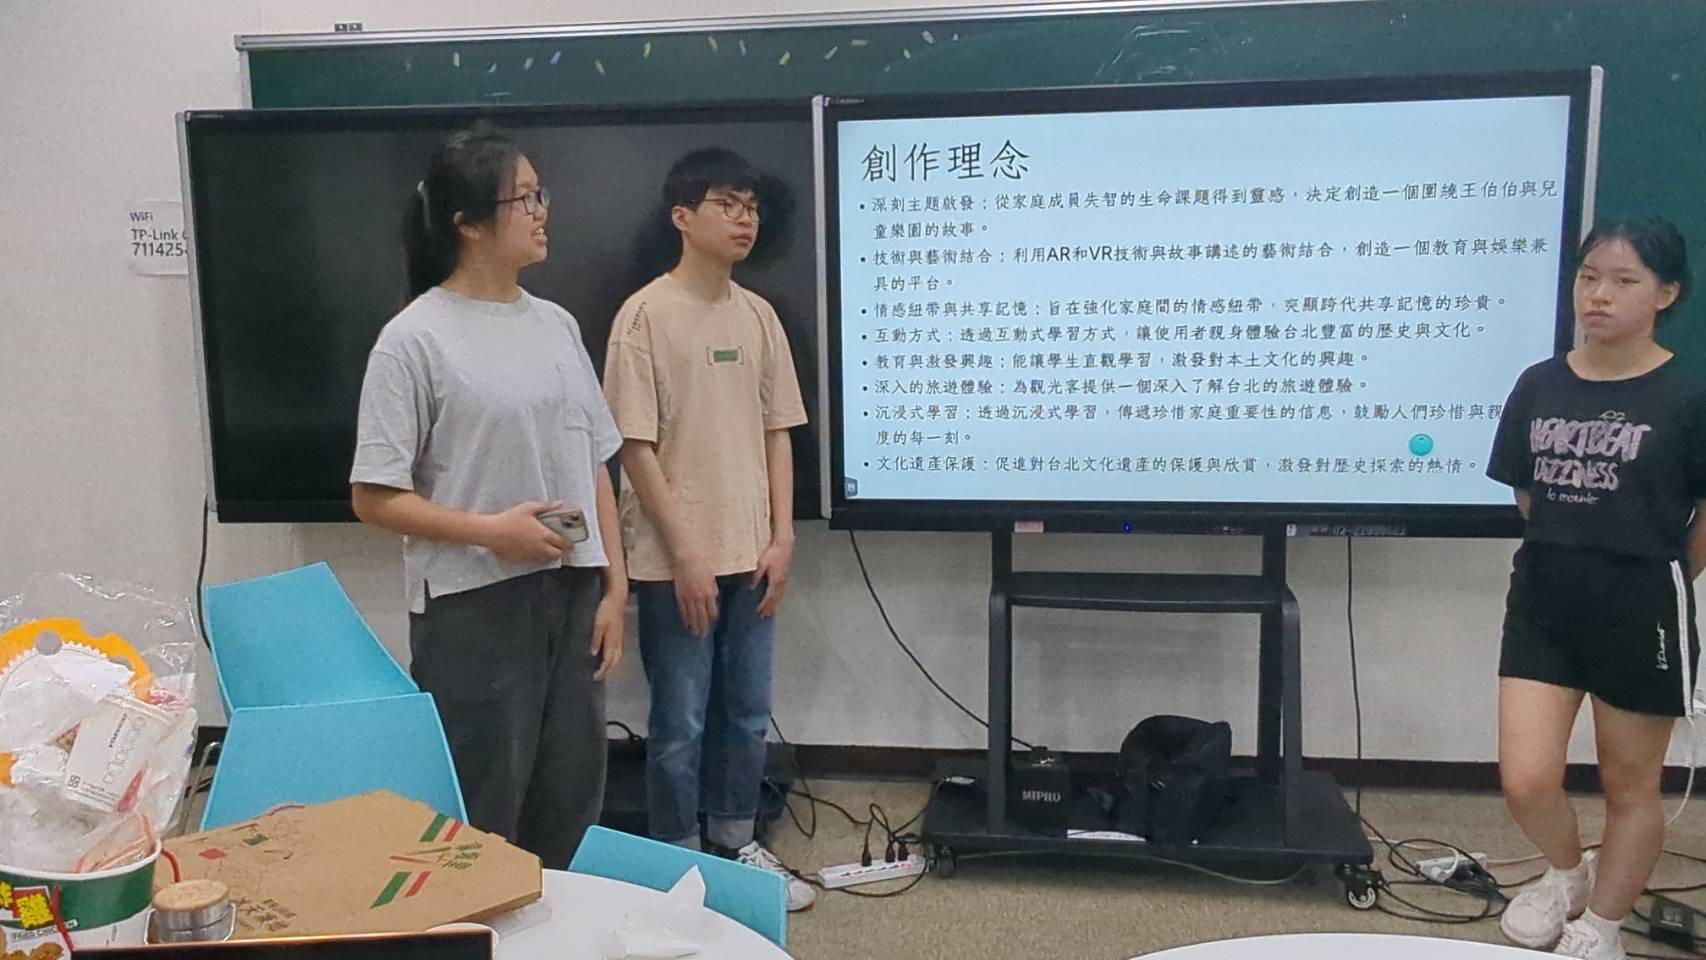 WiFi
TP-Link
711425
創作理念
• 深刻主題啟發：從家庭成員失智的生命課題得到靈感，決定創造一個圍繞王伯伯與兒
童樂園的故事。
• 技術與藝術結合：利用AR和VR技術與故事講述的藝術結合，創造一個教育與娛樂兼
具的平台。
• 情感紐帶與共享記憶：旨在強化家庭間的情感紐帶，突顯跨代共享記憶的珍貴。
• 互動方式：透過互動式學習方式，讓使用者親身體驗台北豐富的歷史與文化。
• 教育與激發興趣：能讓學生直觀學習，激發對本土文化的興趣。
• 深入的旅遊體驗：為觀光客提供一個深入了解台北的旅遊體驗。
• 沉浸式學習：透過沉浸式學習，傳遞珍惜家庭重要性的信息，鼓勵人們珍惜與親
度的每一刻。
• 文化遺產保護：促進對台北文化遺產的保護與欣賞，激發對歷史探索的熱情。
HEARTBEAT
DIZZINESS
MIPRO